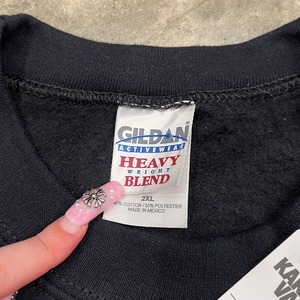 GILDAN
ACTIVEWEAR
HEAVY
WEIGHT
BLEND
2XL
50% COTTON/50% POLYESTER
MADE IN MEXICO